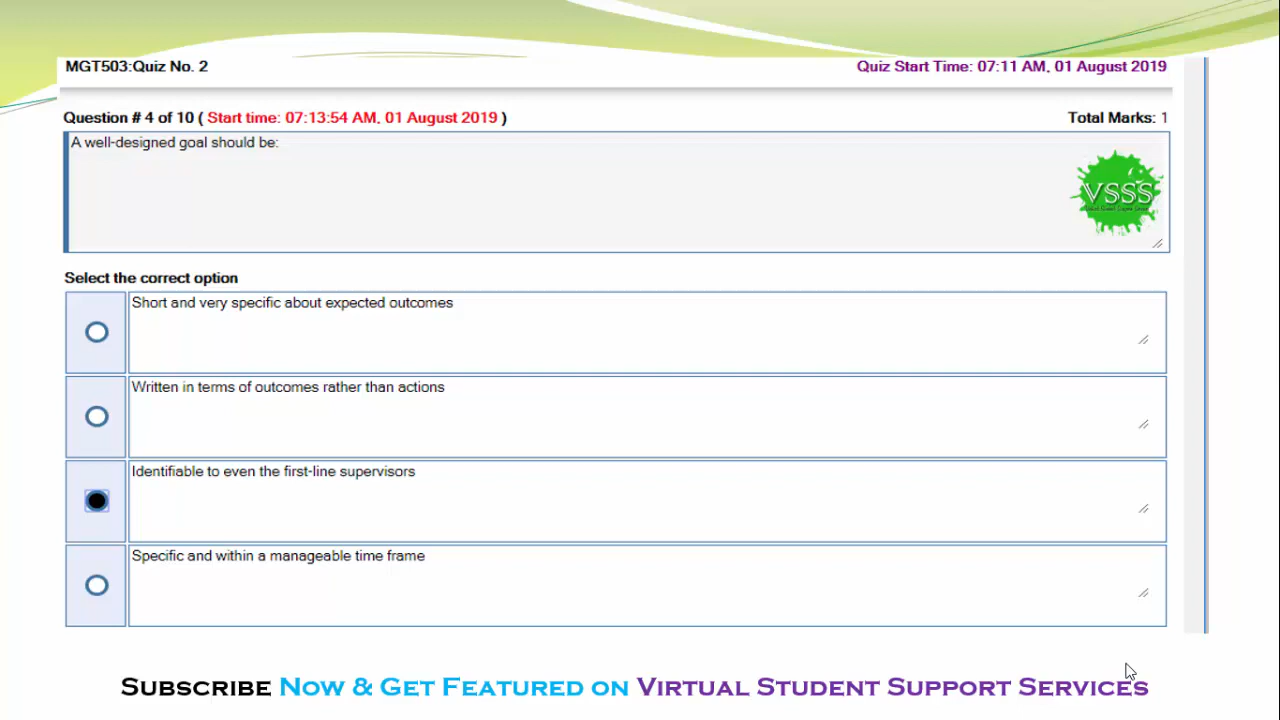 MGT503:Quiz No. 2
Quiz Start Time: 07:11 AM, 01 August 2019
Question # 4 of 10 ( Start time: 07:13:54 AM, 01 August 2019 )
Total Marks: 1
A well-designed goal should be:
VSSS
Select the correct option
Short and very specific about expected outcomes
Written in terms of outcomes rather than actions
Identifiable to even the first-line supervisors
Specific and within a manageable time frame
Subscribe Now & Get Featured on Virtual Student Support Services